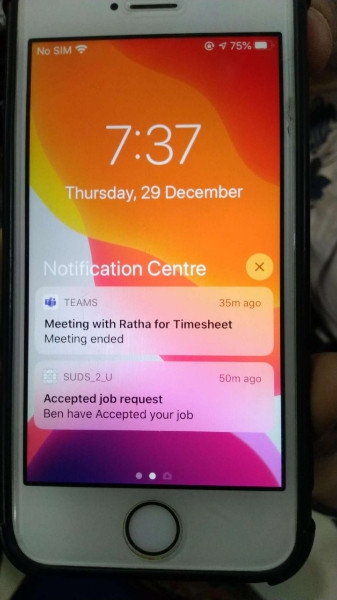 No SIM 75%
7:37
Thursday, 29 December
Notification Centre
TEAMS 35m ago
Meeting with Ratha for Timesheet
Meeting ended
SUDS_2_U 50m ago
Accepted job request
Ben have Accepted your job